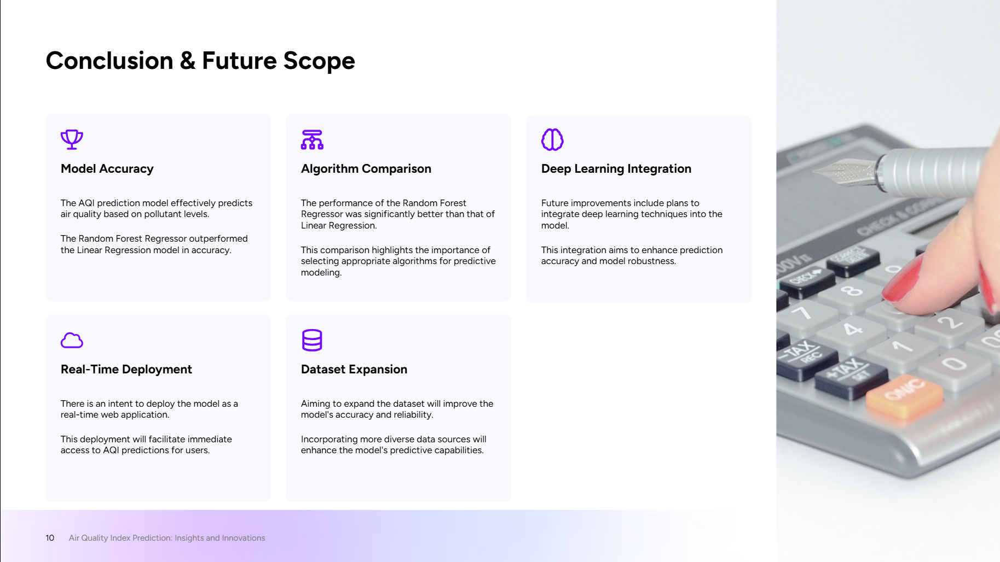 Conclusion & Future Scope
Model Accuracy
The AQI prediction model effectively predicts
air quality based on pollutant levels.
The Random Forest Regressor outperformed
the Linear Regression model in accuracy.
Algorithm Comparison
The performance of the Random Forest
Regressor was significantly better than that of
Linear Regression.
This comparison highlights the importance of
selecting appropriate algorithms for predictive
modeling.
Deep Learning Integration
Future improvements include plans to
integrate deep learning techniques into the
model.
This integration aims to enhance prediction
accuracy and model robustness.
Real-Time Deployment
There is an intent to deploy the model as a
real-time web application.
This deployment will facilitate immediate
access to AQI predictions for users.
Dataset Expansion
Aiming to expand the dataset will improve the
model's accuracy and reliability.
Incorporating more diverse data sources will
enhance the model's predictive capabilities.
10 Air Quality Index Prediction: Insights and Innovations
CHECK &
CORRECT
DELETE
CHECK
8
7
4
2
1
0
-TAX
REC
+TAX
SET
ON/C